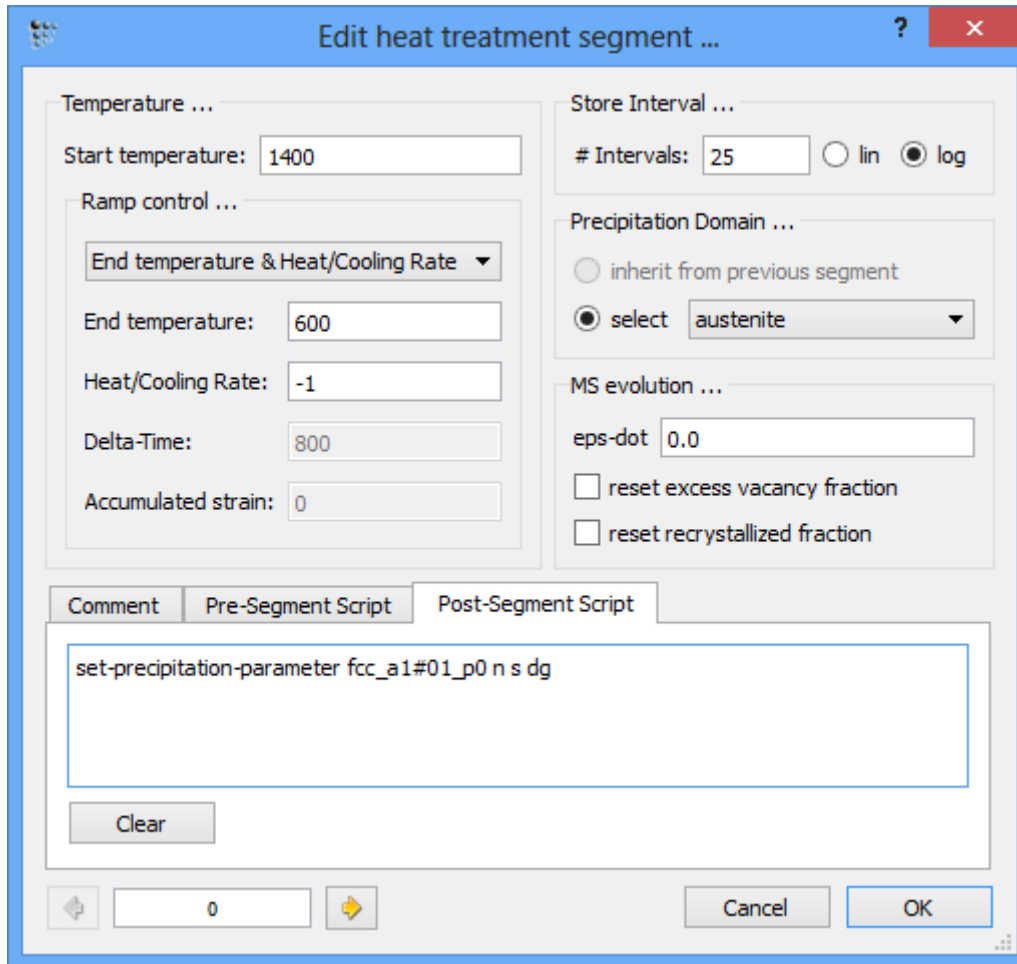 Edit heat treatment segment ...
?
×
Temperature ...
Start temperature: 1400
Ramp control ...
End temperature & Heat/Cooling Rate
End temperature: 600
Heat/Cooling Rate: -1
Delta-Time: 800
Accumulated strain: 0
Store Interval ...
# Intervals: 25 lin log
Precipitation Domain ...
inherit from previous segment
select austenite
MS evolution ...
eps-dot 0.0
reset excess vacancy fraction
reset recrystallized fraction
Comment Pre-Segment Script Post-Segment Script
set-precipitation-parameter fcc_a1#01_p0 n s dg
Clear
0 Cancel OK